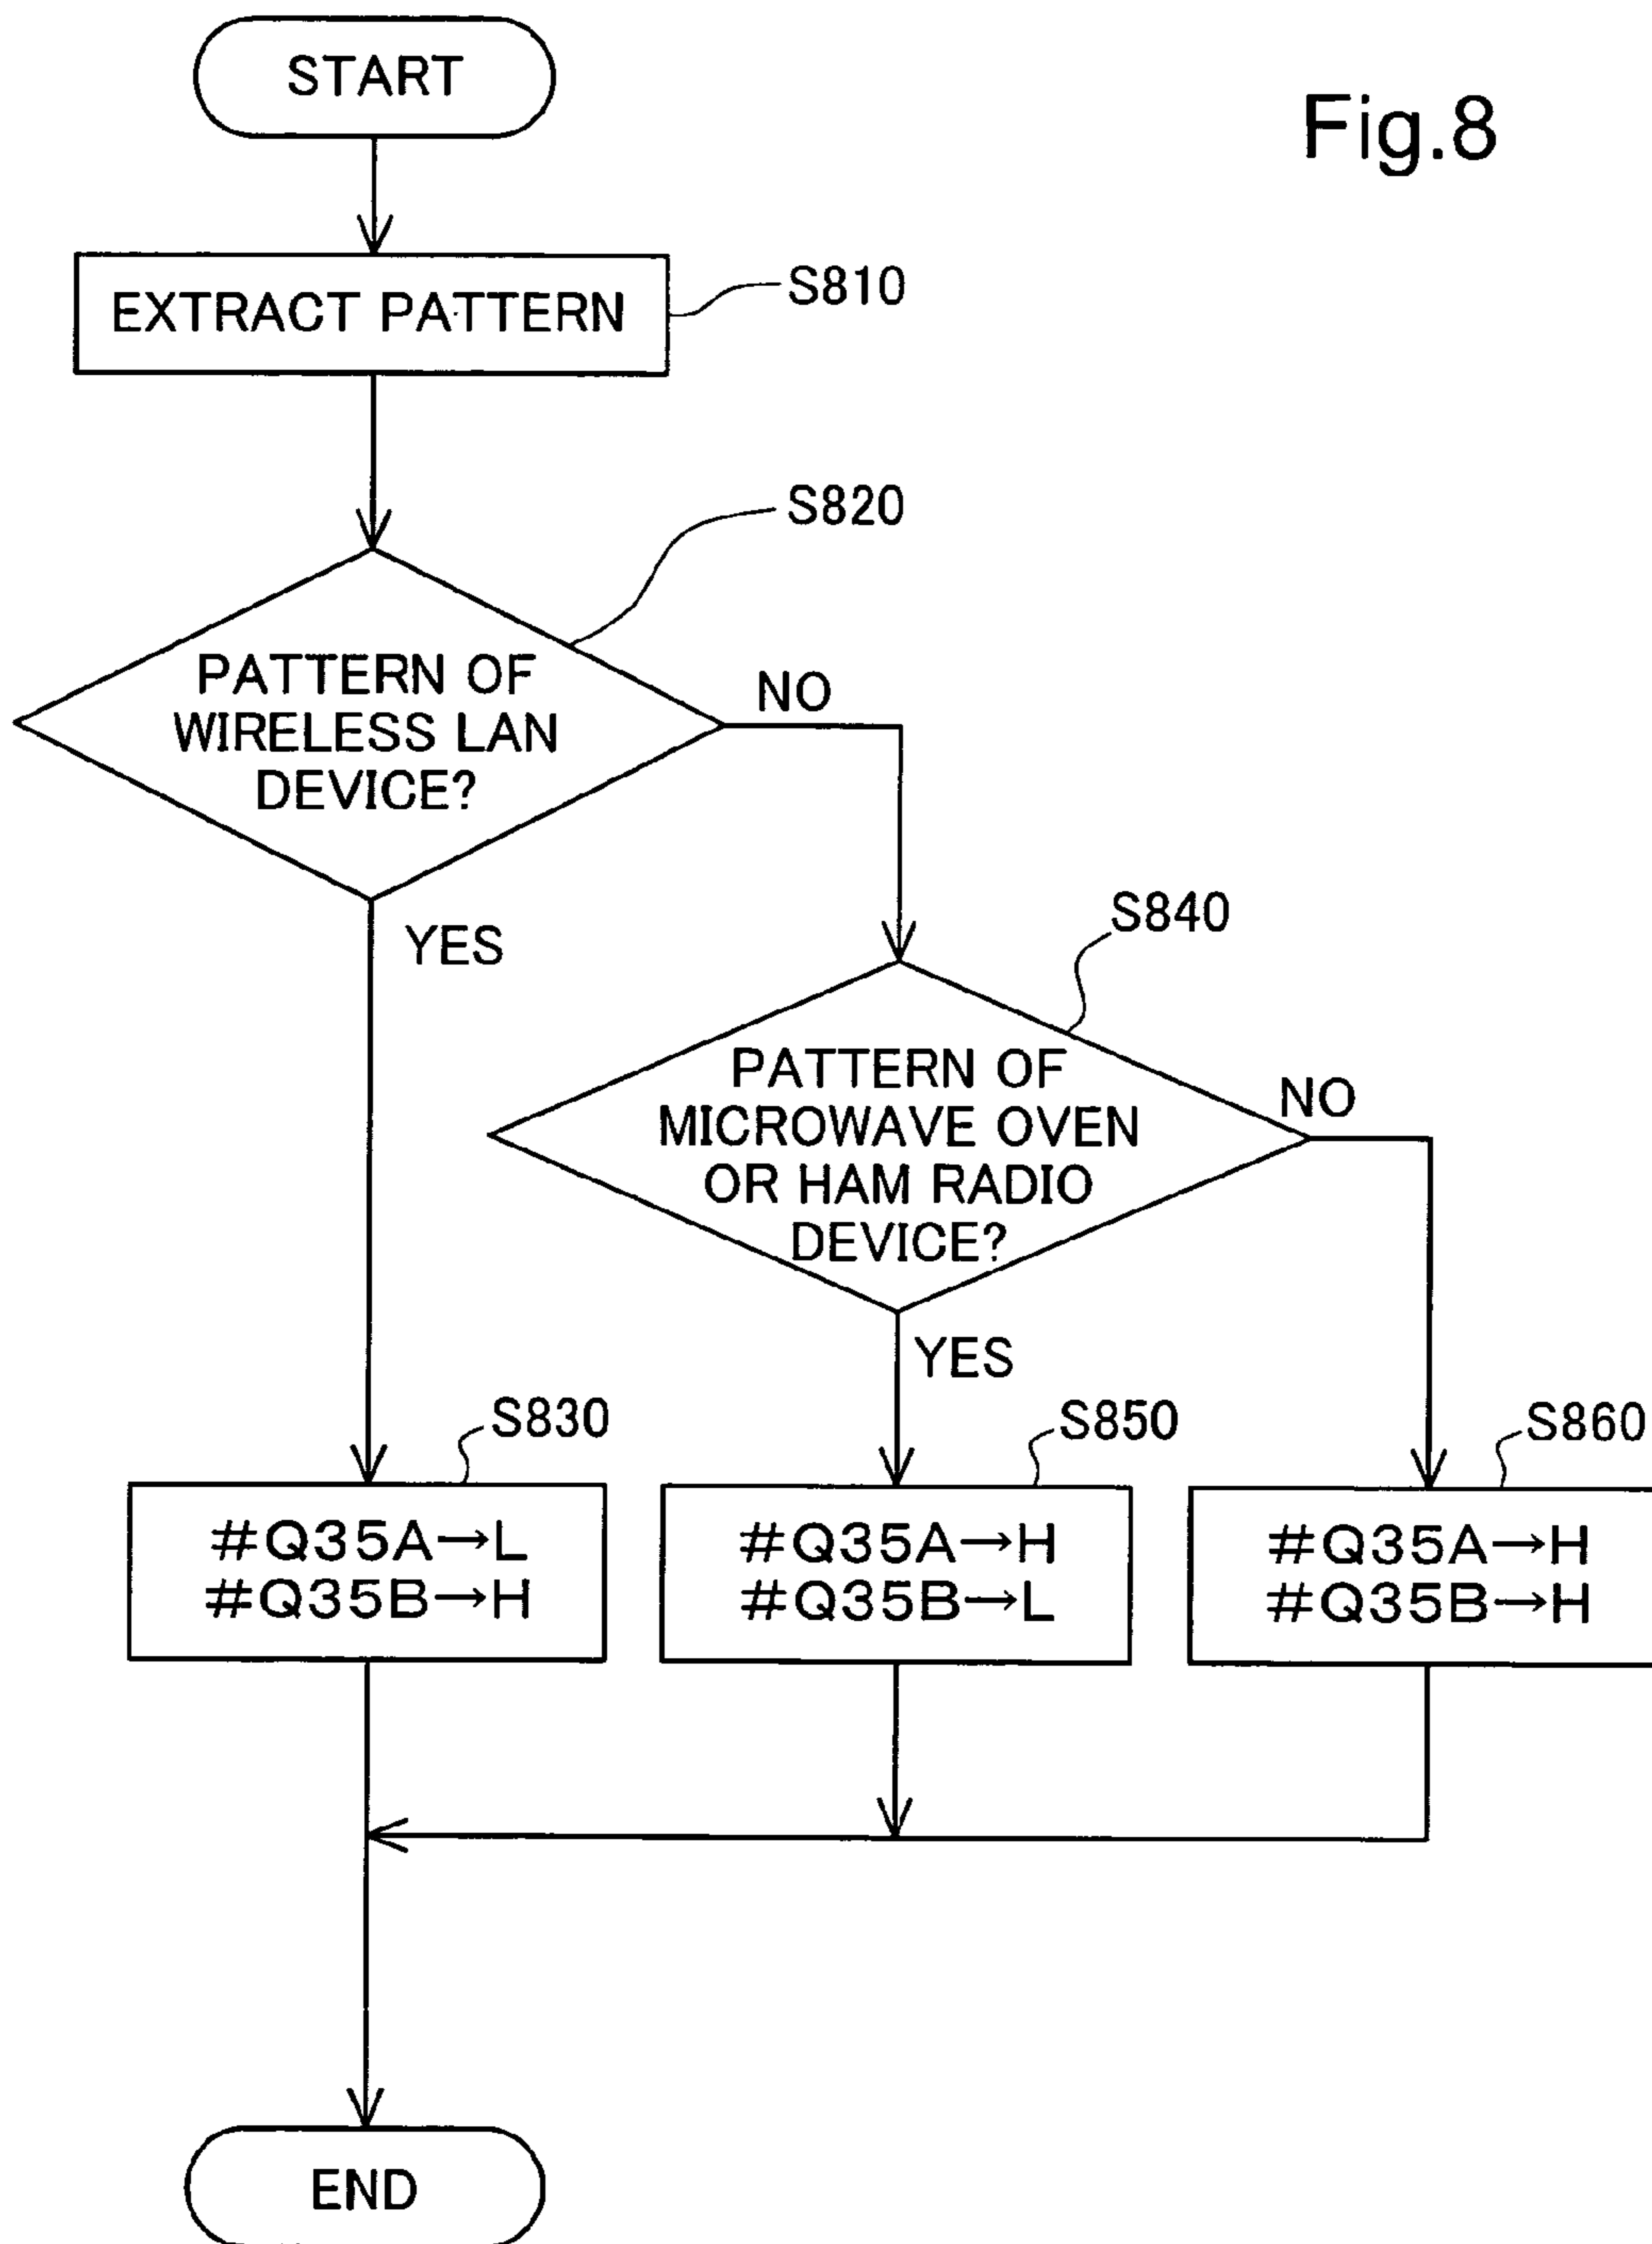 START
Fig.8
EXTRACT PATTERN
S810
S820
PATTERN OF
WIRELESS LAN
DEVICE?
NO
YES
S840
PATTERN OF
MICROWAVE OVEN
OR HAM RADIO
DEVICE?
NO
YES
S830
#Q35A→L
#Q35B→H
S850
#Q35A→H
#Q35B→L
S860
#Q35A→H
#Q35B→H
END